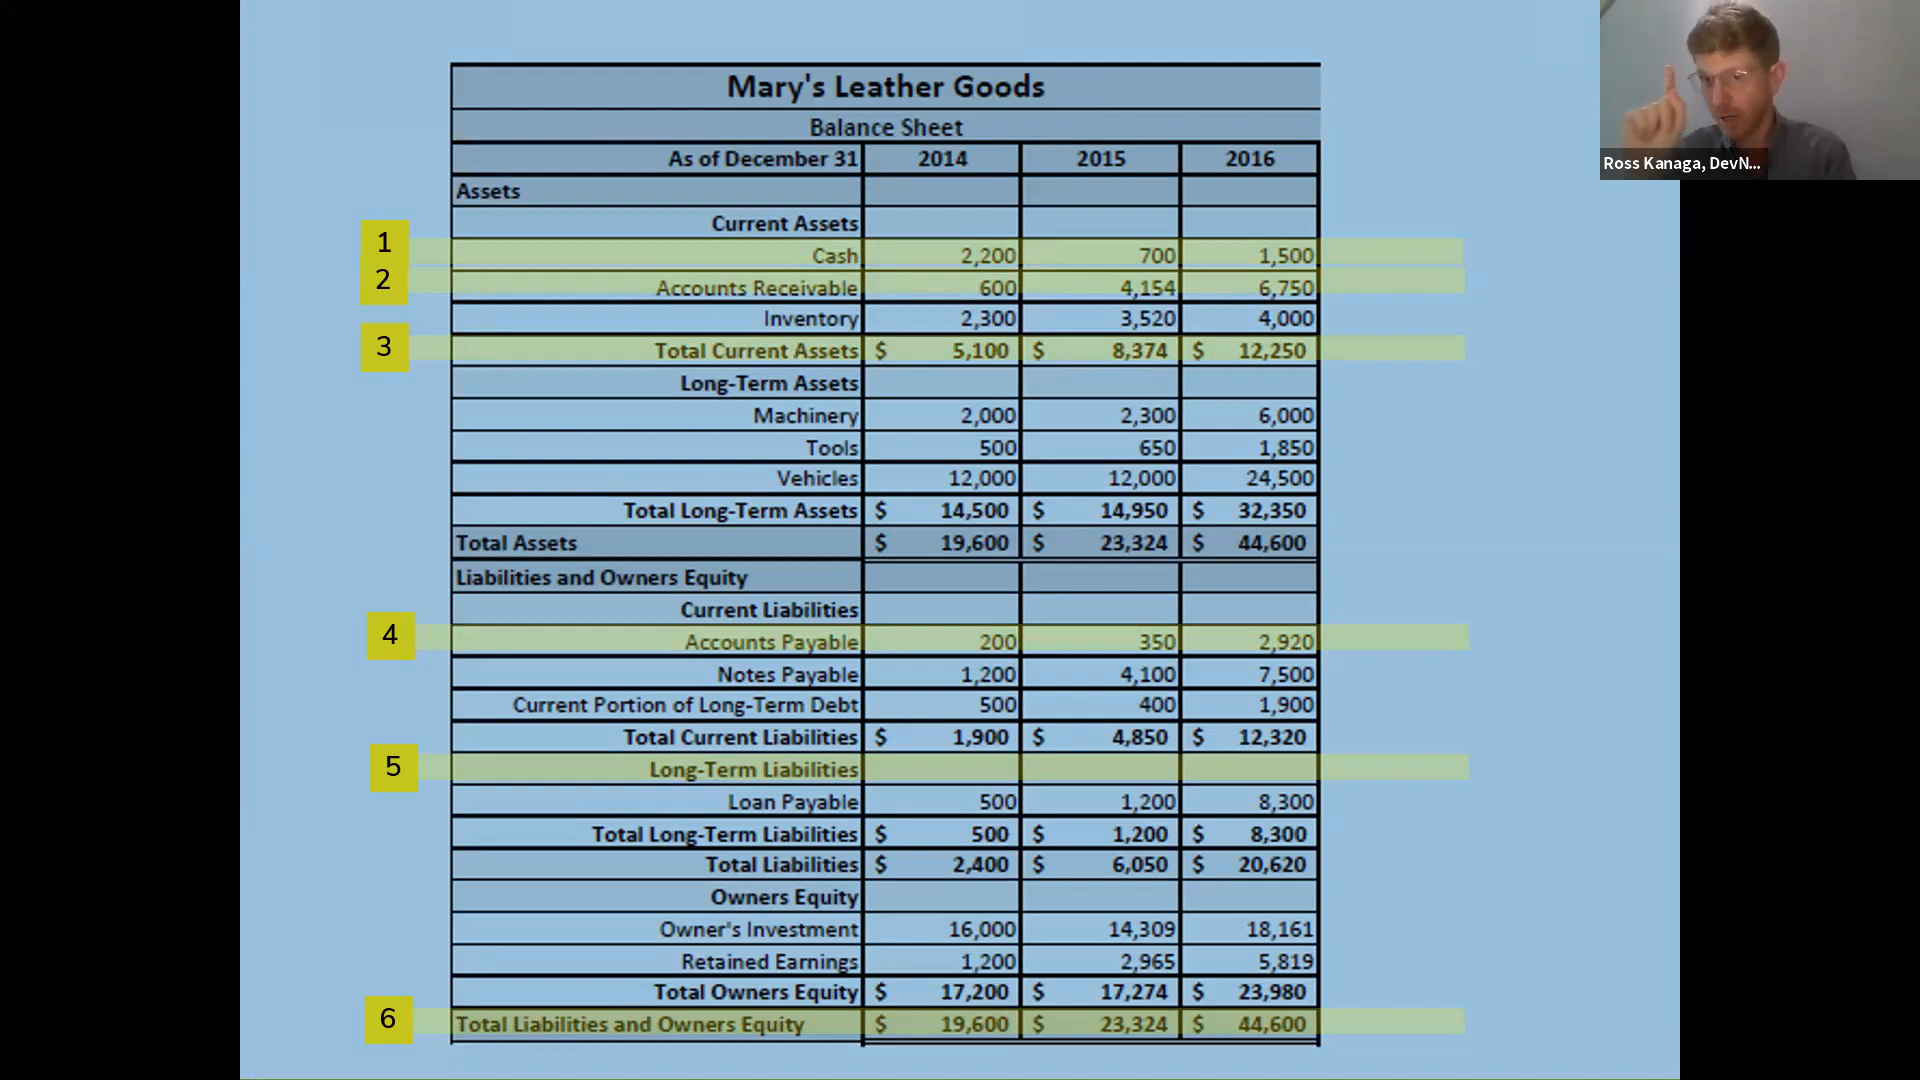 Mary's Leather Goods
Balance Sheet
As of December 31 2014 2015 2016
Assets
Current Assets
1 Cash 2,200 700 1,500
2 Accounts Receivable 600 4,154 6,750
Inventory 2,300 3,520 4,000
3 Total Current Assets $ 5,100 $ 8,374 $ 12,250
Long-Term Assets
Machinery 2,000 2,300 6,000
Tools 500 650 1,850
Vehicles 12,000 12,000 24,500
Total Long-Term Assets $ 14,500 $ 14,950 $ 32,350
Total Assets $ 19,600 $ 23,324 $ 44,600
Liabilities and Owners Equity
Current Liabilities
4 Accounts Payable 200 350 2,920
Notes Payable 1,200 4,100 7,500
Current Portion of Long-Term Debt 500 400 1,900
Total Current Liabilities $ 1,900 $ 4,850 $ 12,320
5 Long-Term Liabilities
Loan Payable 500 1,200 8,300
Total Long-Term Liabilities $ 500 $ 1,200 $ 8,300
Total Liabilities $ 2,400 $ 6,050 $ 20,620
Owners Equity
Owner's Investment 16,000 14,309 18,161
Retained Earnings 1,200 2,965 5,819
Total Owners Equity $ 17,200 $ 17,274 $ 23,980
6 Total Liabilities and Owners Equity $ 19,600 $ 23,324 $ 44,600
Ross Kanaga, DevN...